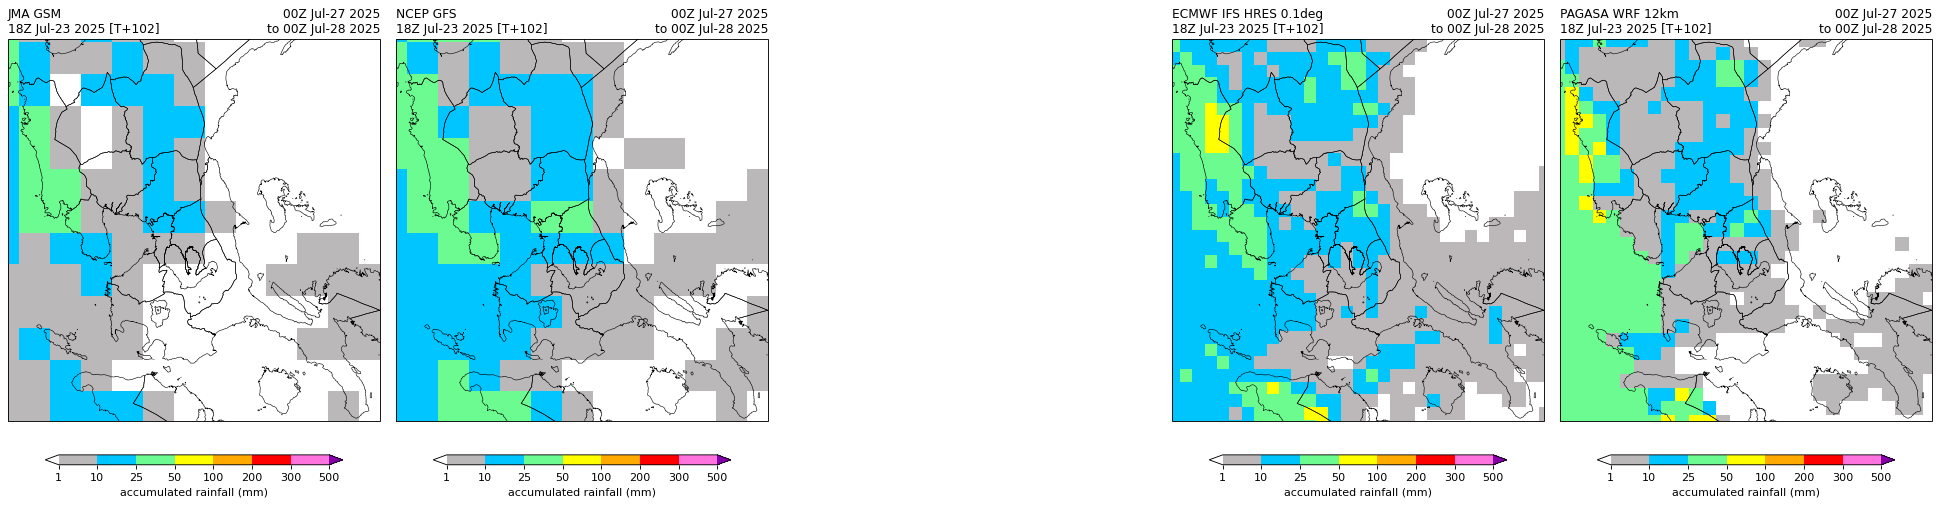 JMA GSM 00Z Jul-27 2025
18Z Jul-23 2025 [T+102] to 00Z Jul-28 2025
1 10 25 50 100 200 300 500
accumulated rainfall (mm)
NCEP GFS 00Z Jul-27 2025
18Z Jul-23 2025 [T+102] to 00Z Jul-28 2025
1 10 25 50 100 200 300 500
accumulated rainfall (mm)
ECMWF IFS HRES 0.1deg 00Z Jul-27 2025
18Z Jul-23 2025 [T+102] to 00Z Jul-28 2025
1 10 25 50 100 200 300 500
accumulated rainfall (mm)
PAGASA WRF 12km 00Z Jul-27 2025
18Z Jul-23 2025 [T+102] to 00Z Jul-28 2025
1 10 25 50 100 200 300 500
accumulated rainfall (mm)